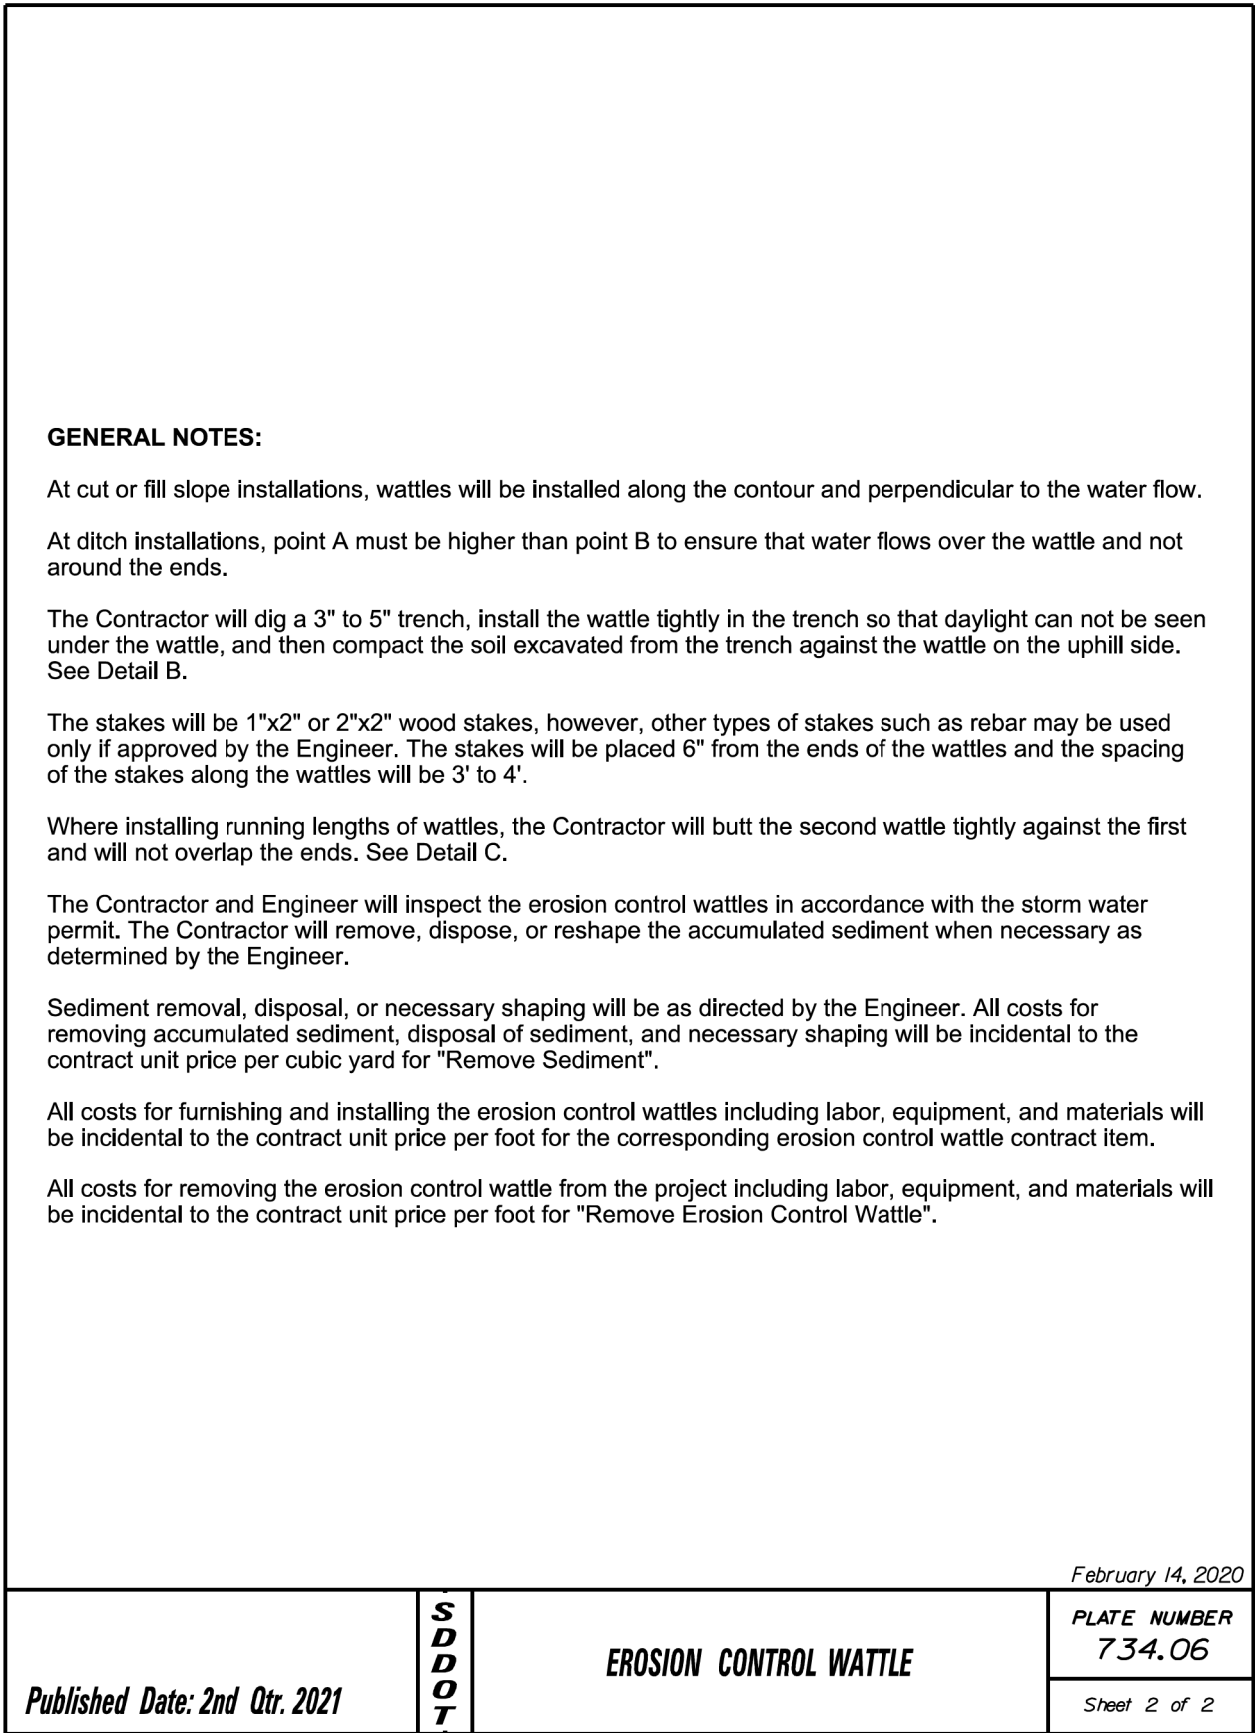 GENERAL NOTES:
At cut or fill slope installations, wattles will be installed along the contour and perpendicular to the water flow.
At ditch installations, point A must be higher than point B to ensure that water flows over the wattle and not
around the ends.
The Contractor will dig a 3" to 5" trench, install the wattle tightly in the trench so that daylight can not be seen
under the wattle, and then compact the soil excavated from the trench against the wattle on the uphill side.
See Detail B.
The stakes will be 1"x2" or 2"x2" wood stakes, however, other types of stakes such as rebar may be used
only if approved by the Engineer. The stakes will be placed 6" from the ends of the wattles and the spacing
of the stakes along the wattles will be 3' to 4'.
Where installing running lengths of wattles, the Contractor will butt the second wattle tightly against the first
and will not overlap the ends. See Detail C.
The Contractor and Engineer will inspect the erosion control wattles in accordance with the storm water
permit. The Contractor will remove, dispose, or reshape the accumulated sediment when necessary as
determined by the Engineer.
Sediment removal, disposal, or necessary shaping will be as directed by the Engineer. All costs for
removing accumulated sediment, disposal of sediment, and necessary shaping will be incidental to the
contract unit price per cubic yard for "Remove Sediment".
All costs for furnishing and installing the erosion control wattles including labor, equipment, and materials will
be incidental to the contract unit price per foot for the corresponding erosion control wattle contract item.
All costs for removing the erosion control wattle from the project including labor, equipment, and materials will
be incidental to the contract unit price per foot for "Remove Erosion Control Wattle".
February 14, 2020
Published Date: 2nd Qtr. 2021
S
D
D
O
T
EROSION CONTROL WATTLE
PLATE NUMBER
734.06
Sheet 2 of 2